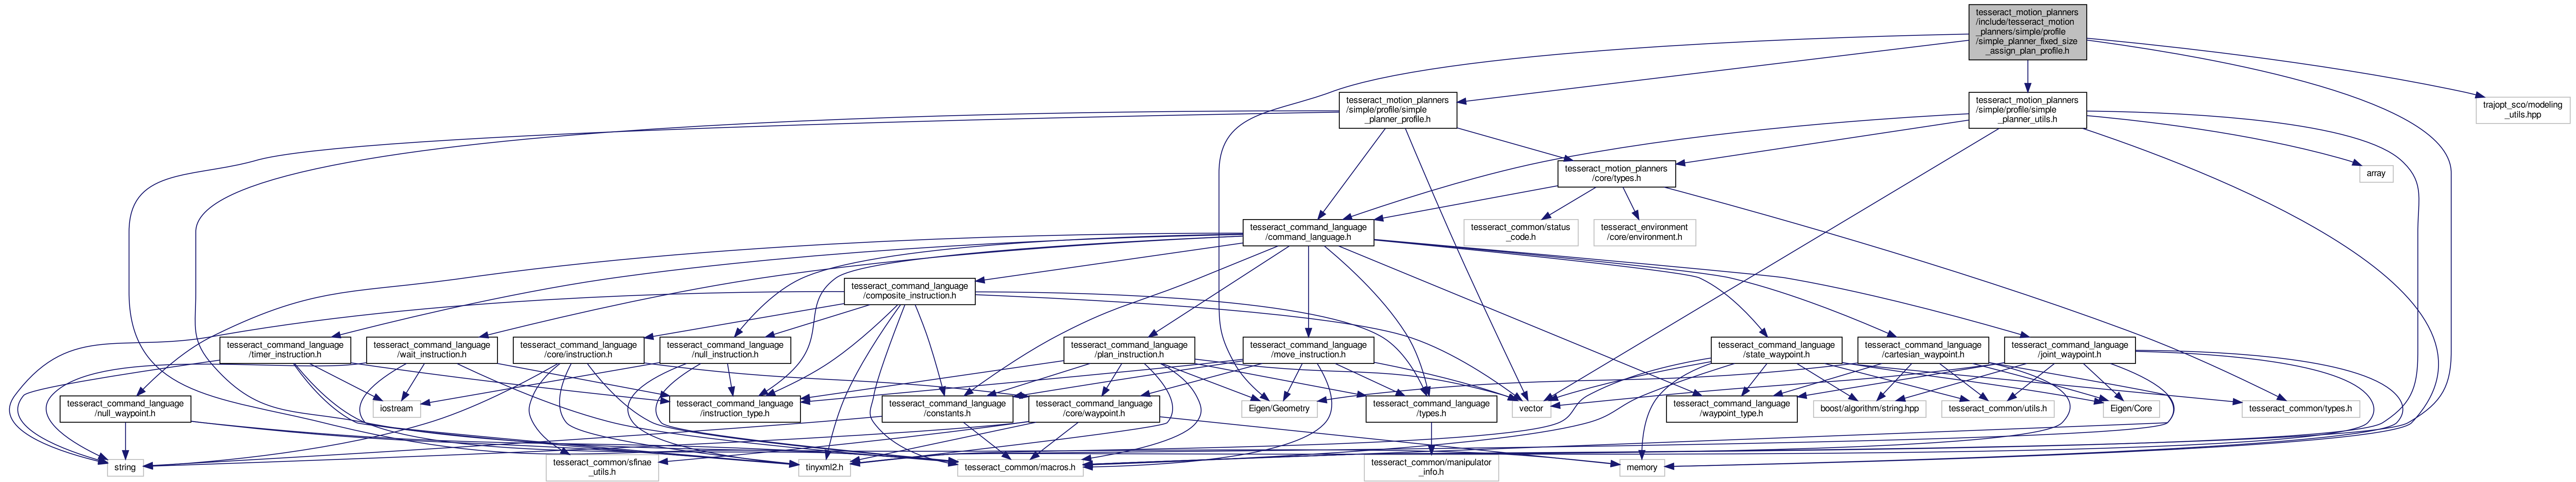 tesseract_motion_planners
/include/tesseract_motion
_planners/simple/profile
/simple_planner_fixed_size
_assign_plan_profile.h
tesseract_motion_planners
/simple/profile/simple
_planner_profile.h
tesseract_motion_planners
/simple/profile/simple
_planner_utils.h
trajopt_sco/modeling
_utils.hpp
tesseract_motion_planners
/core/types.h
array
tesseract_command_language
/command_language.h
tesseract_common/status
_code.h
tesseract_environment
/core/environment.h
tesseract_command_language
/composite_instruction.h
tesseract_command_language
/timer_instruction.h
tesseract_command_language
/wait_instruction.h
tesseract_command_language
/core/instruction.h
tesseract_command_language
/null_instruction.h
tesseract_command_language
/plan_instruction.h
tesseract_command_language
/move_instruction.h
tesseract_command_language
/state_waypoint.h
tesseract_command_language
/cartesian_waypoint.h
tesseract_command_language
/joint_waypoint.h
tesseract_command_language
/null_waypoint.h
iostream
tesseract_command_language
/instruction_type.h
tesseract_command_language
/constants.h
tesseract_command_language
/core/waypoint.h
Eigen/Geometry
tesseract_command_language
/types.h
vector
tesseract_command_language
/waypoint_type.h
boost/algorithm/string.hpp
tesseract_common/utils.h
Eigen/Core
tesseract_common/types.h
string
tesseract_common/sfinae
_utils.h
tinyxml2.h
tesseract_common/macros.h
tesseract_common/manipulator
_info.h
memory